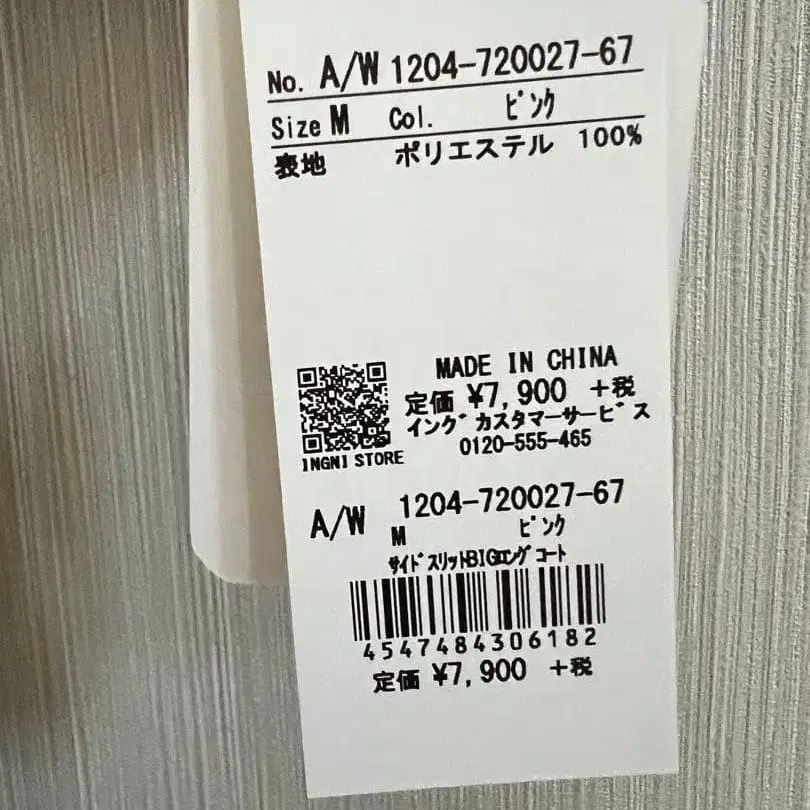 No. A/W 1204-720027-67
Size M Col. ピンク
表地 ポリエステル 100%
MADE IN CHINA
定価 ¥7,900 +税
イングカスタマーサービス
0120-555-465
INGNI STORE
A/W 1204-720027-67
M ピンク
サイドスリットBIGエングコート
4547484306182
定価 ¥7,900 +税